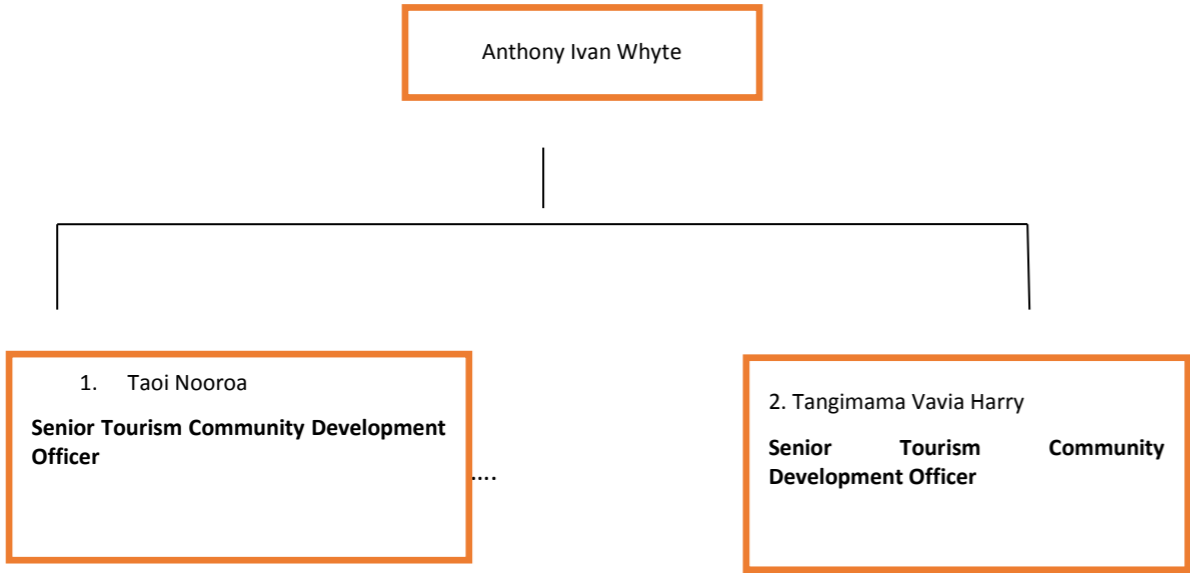 Anthony Ivan Whyte
1. Taoi Nooroa
Senior Tourism Community Development
Officer
....
2. Tangimama Vavia Harry
Senior Tourism Community
Development Officer